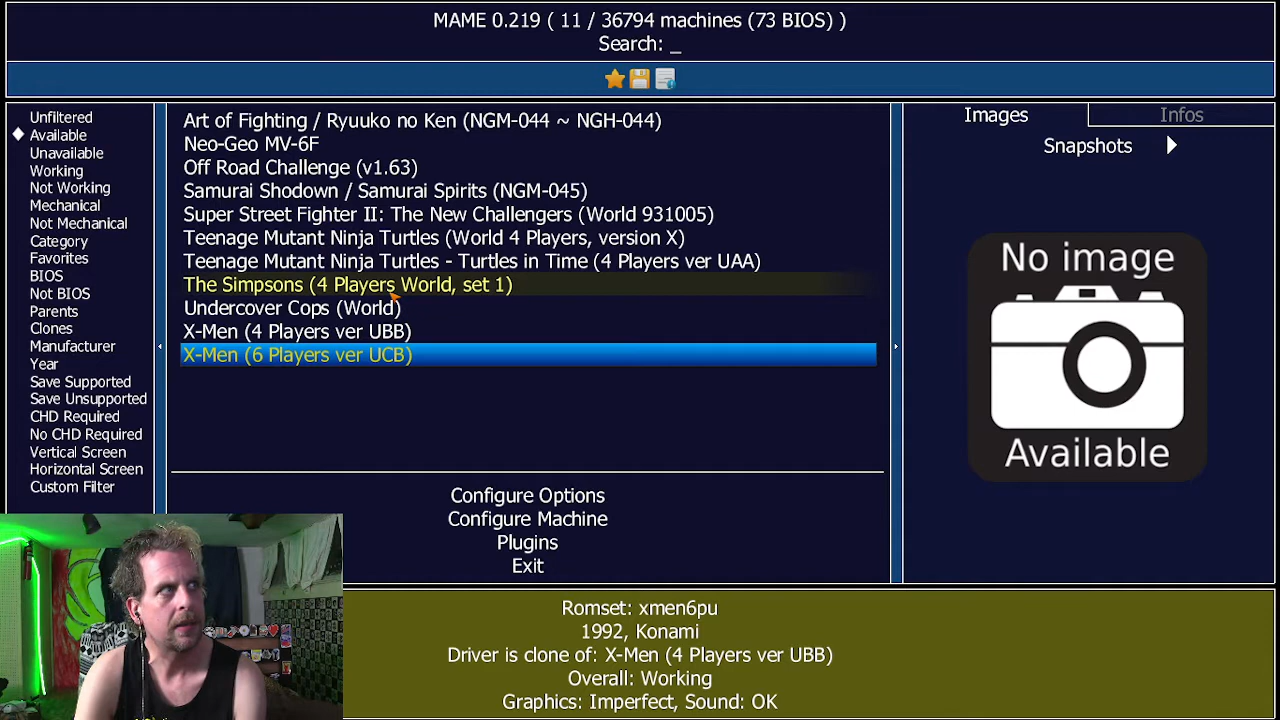 MAME 0.219 ( 11 / 36794 machines (73 BIOS) )
Search: _
Unfiltered
Available
Unavailable
Working
Not Working
Mechanical
Not Mechanical
Category
Favorites
BIOS
Not BIOS
Parents
Clones
Manufacturer
Year
Save Supported
Save Unsupported
CHD Required
No CHD Required
Vertical Screen
Horizontal Screen
Custom Filter
Art of Fighting / Ryuuko no Ken (NGM-044 ~ NGH-044)
Neo-Geo MV-6F
Off Road Challenge (v1.63)
Samurai Shodown / Samurai Spirits (NGM-045)
Super Street Fighter II: The New Challengers (World 931005)
Teenage Mutant Ninja Turtles (World 4 Players, version X)
Teenage Mutant Ninja Turtles - Turtles in Time (4 Players ver UAA)
The Simpsons (4 Players World, set 1)
Undercover Cops (World)
X-Men (4 Players ver UBB)
X-Men (6 Players ver UCB)
Configure Options
Configure Machine
Plugins
Exit
Images
Infos
Snapshots
No image
Available
Romset: xmen6pu
1992, Konami
Driver is clone of: X-Men (4 Players ver UBB)
Overall: Working
Graphics: Imperfect, Sound: OK